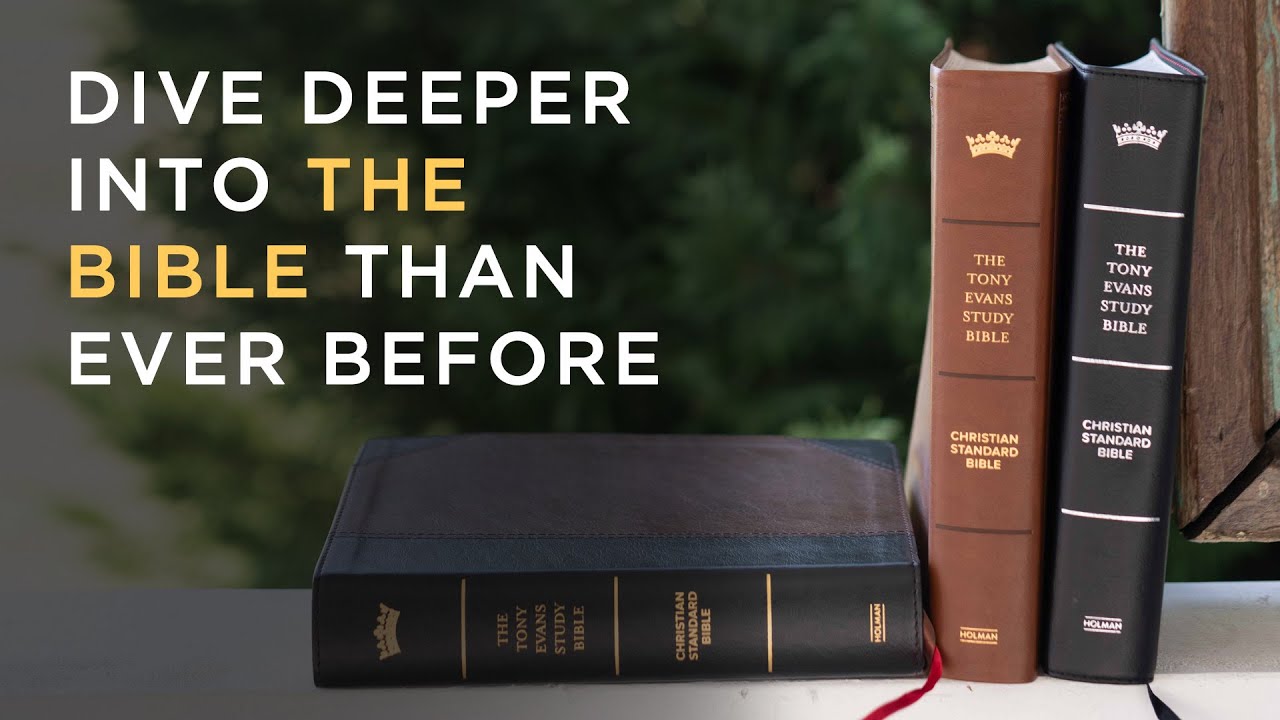 DIVE DEEPER
INTO THE
BIBLE THAN
EVER BEFORE
THE
TONY
EVANS
STUDY
BIBLE
CHRISTIAN
STANDARD
BIBLE
HOLMAN
THE
TONY
EVANS
STUDY
BIBLE
CHRISTIAN
STANDARD
BIBLE
HOLMAN
THE
TONY
EVANS
STUDY
BIBLE
CHRISTIAN
STANDARD
BIBLE
HOLMAN